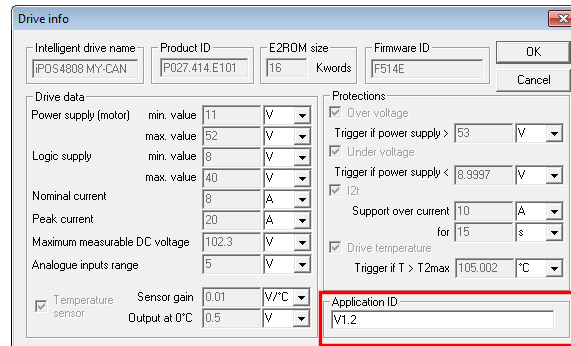 Drive info
Intelligent drive name
iPOS4808 MY-CAN
Product ID
P027.414.E101
E2ROM size
16 Kwords
Firmware ID
F514E
OK
Cancel
Drive data
Power supply (motor) min. value 11 V
max. value 52 V
Logic supply min. value 8 V
max. value 40 V
Nominal current 8 A
Peak current 20 A
Maximum measurable DC voltage 102.3 V
Analogue inputs range 5 V
Temperature sensor
Sensor gain 0.01 V/°C
Output at 0°C 0.5 V
Protections
Over voltage
Trigger if power supply > 53 V
Under voltage
Trigger if power supply < 8.9997 V
I2t
Support over current 10 A
for 15 s
Drive temperature
Trigger if T > T2max 105.002 °C
Application ID
V1.2